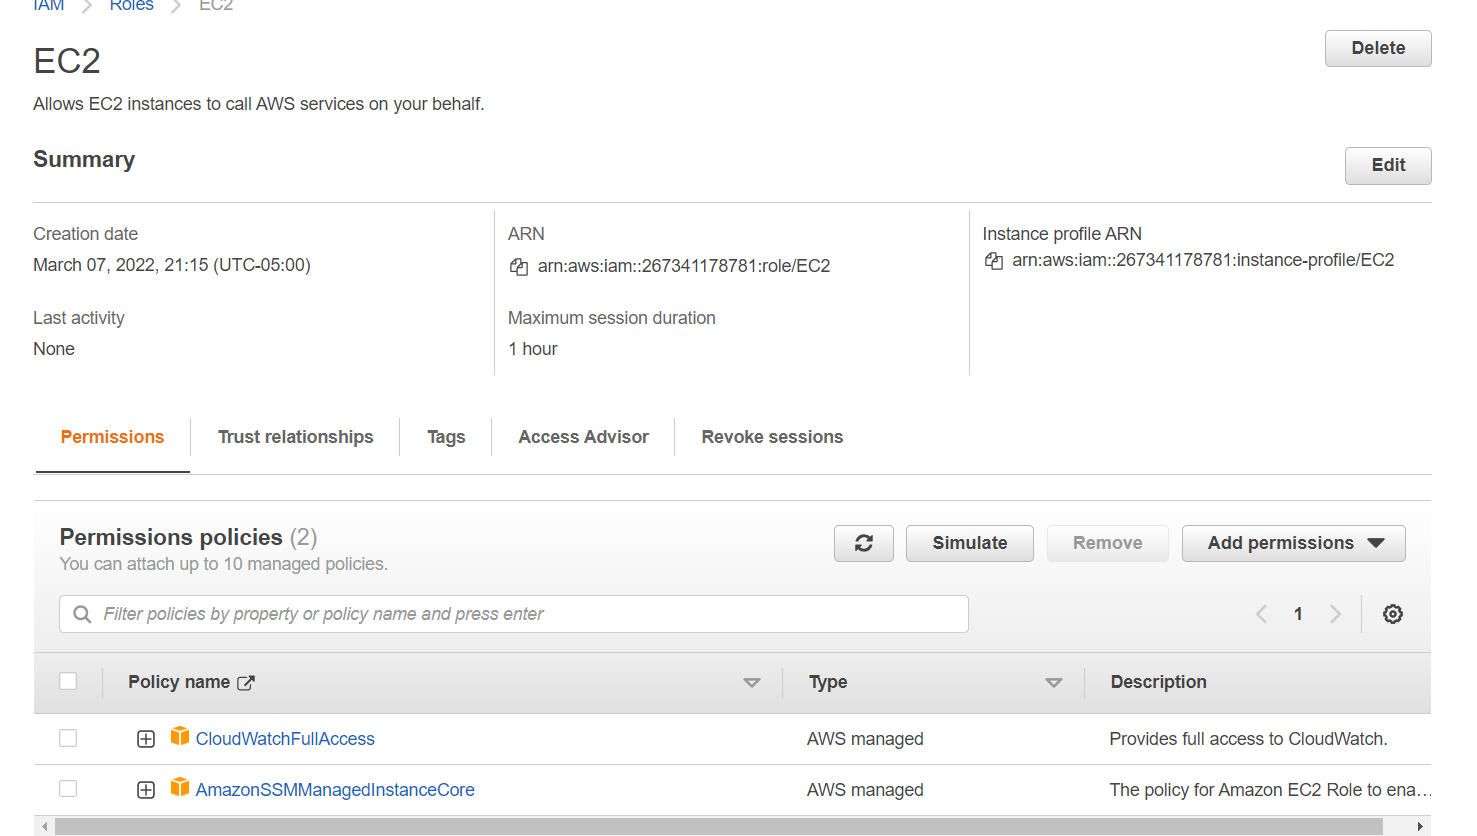 IAM Roles EC2
EC2
Delete
Allows EC2 instances to call AWS services on your behalf.
Summary
Edit
Creation date
March 07, 2022, 21:15 (UTC-05:00)
ARN
arn:aws:iam::267341178781:role/EC2
Instance profile ARN
arn:aws:iam::267341178781:instance-profile/EC2
Last activity
None
Maximum session duration
1 hour
Permissions Trust relationships Tags Access Advisor Revoke sessions
Permissions policies (2)
You can attach up to 10 managed policies.
Simulate Remove Add permissions
Filter policies by property or policy name and press enter
1
Policy name Type Description
CloudWatchFullAccess AWS managed Provides full access to CloudWatch.
AmazonSSMManagedInstanceCore AWS managed The policy for Amazon EC2 Role to ena…